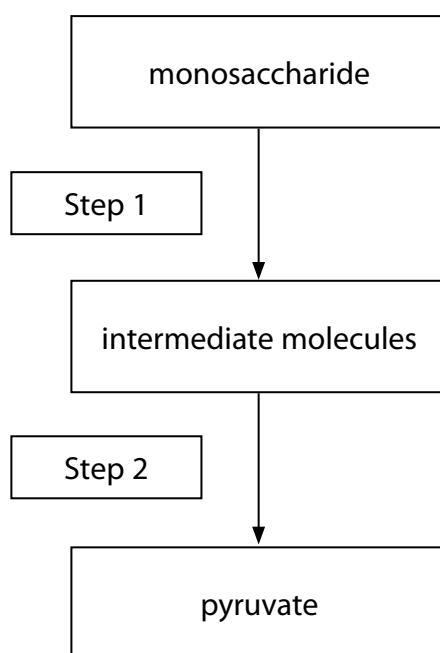 monosaccharide
Step 1
intermediate molecules
Step 2
pyruvate